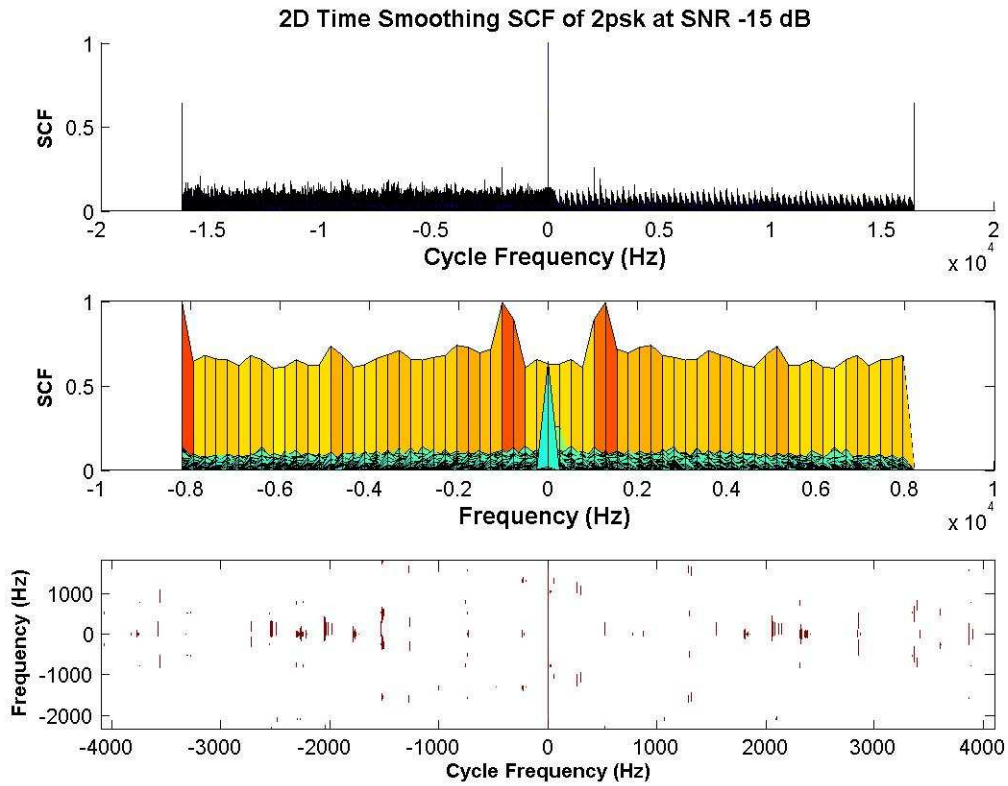 2D Time Smoothing SCF of 2psk at SNR -15 dB
1
0.5
0
SCF
-2 -1.5 -1 -0.5 0 0.5 1 1.5 2
Cycle Frequency (Hz)
x 10^4
1
0.5
0
SCF
-1 -0.8 -0.6 -0.4 -0.2 0 0.2 0.4 0.6 0.8 1
Frequency (Hz)
x 10^4
1000
0
-1000
-2000
Frequency (Hz)
-4000 -3000 -2000 -1000 0 1000 2000 3000 4000
Cycle Frequency (Hz)